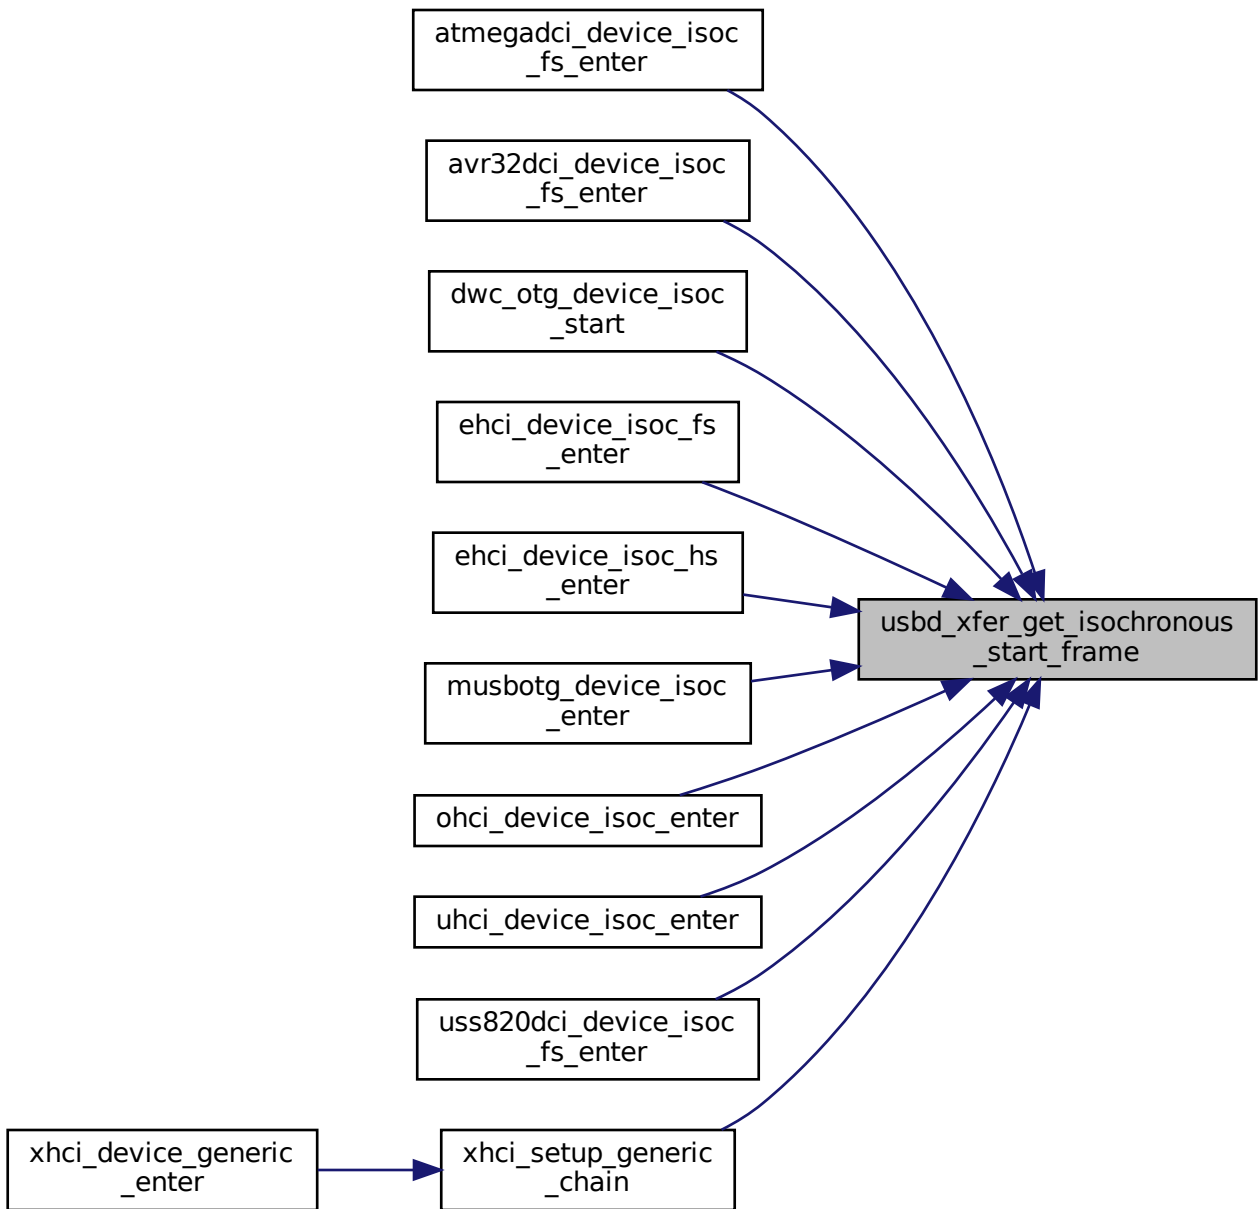 atmegadci_device_isoc
_fs_enter
avr32dci_device_isoc
_fs_enter
dwc_otg_device_isoc
_start
ehci_device_isoc_fs
_enter
ehci_device_isoc_hs
_enter
usbd_xfer_get_isochronous
_start_frame
musbotg_device_isoc
_enter
ohci_device_isoc_enter
uhci_device_isoc_enter
uss820dci_device_isoc
_fs_enter
xhci_device_generic
_enter
xhci_setup_generic
_chain